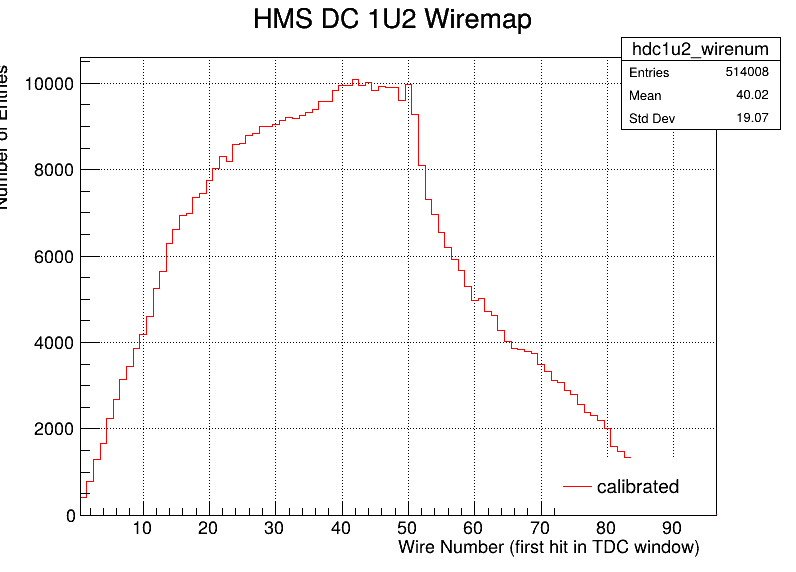 HMS DC 1U2 Wiremap
hdc1u2_wirenum
Entries 514008
Mean 40.02
Std Dev 19.07
Number of Entries
10000
8000
6000
4000
2000
0
calibrated
10 20 30 40 50 60 70 80 90
Wire Number (first hit in TDC window)